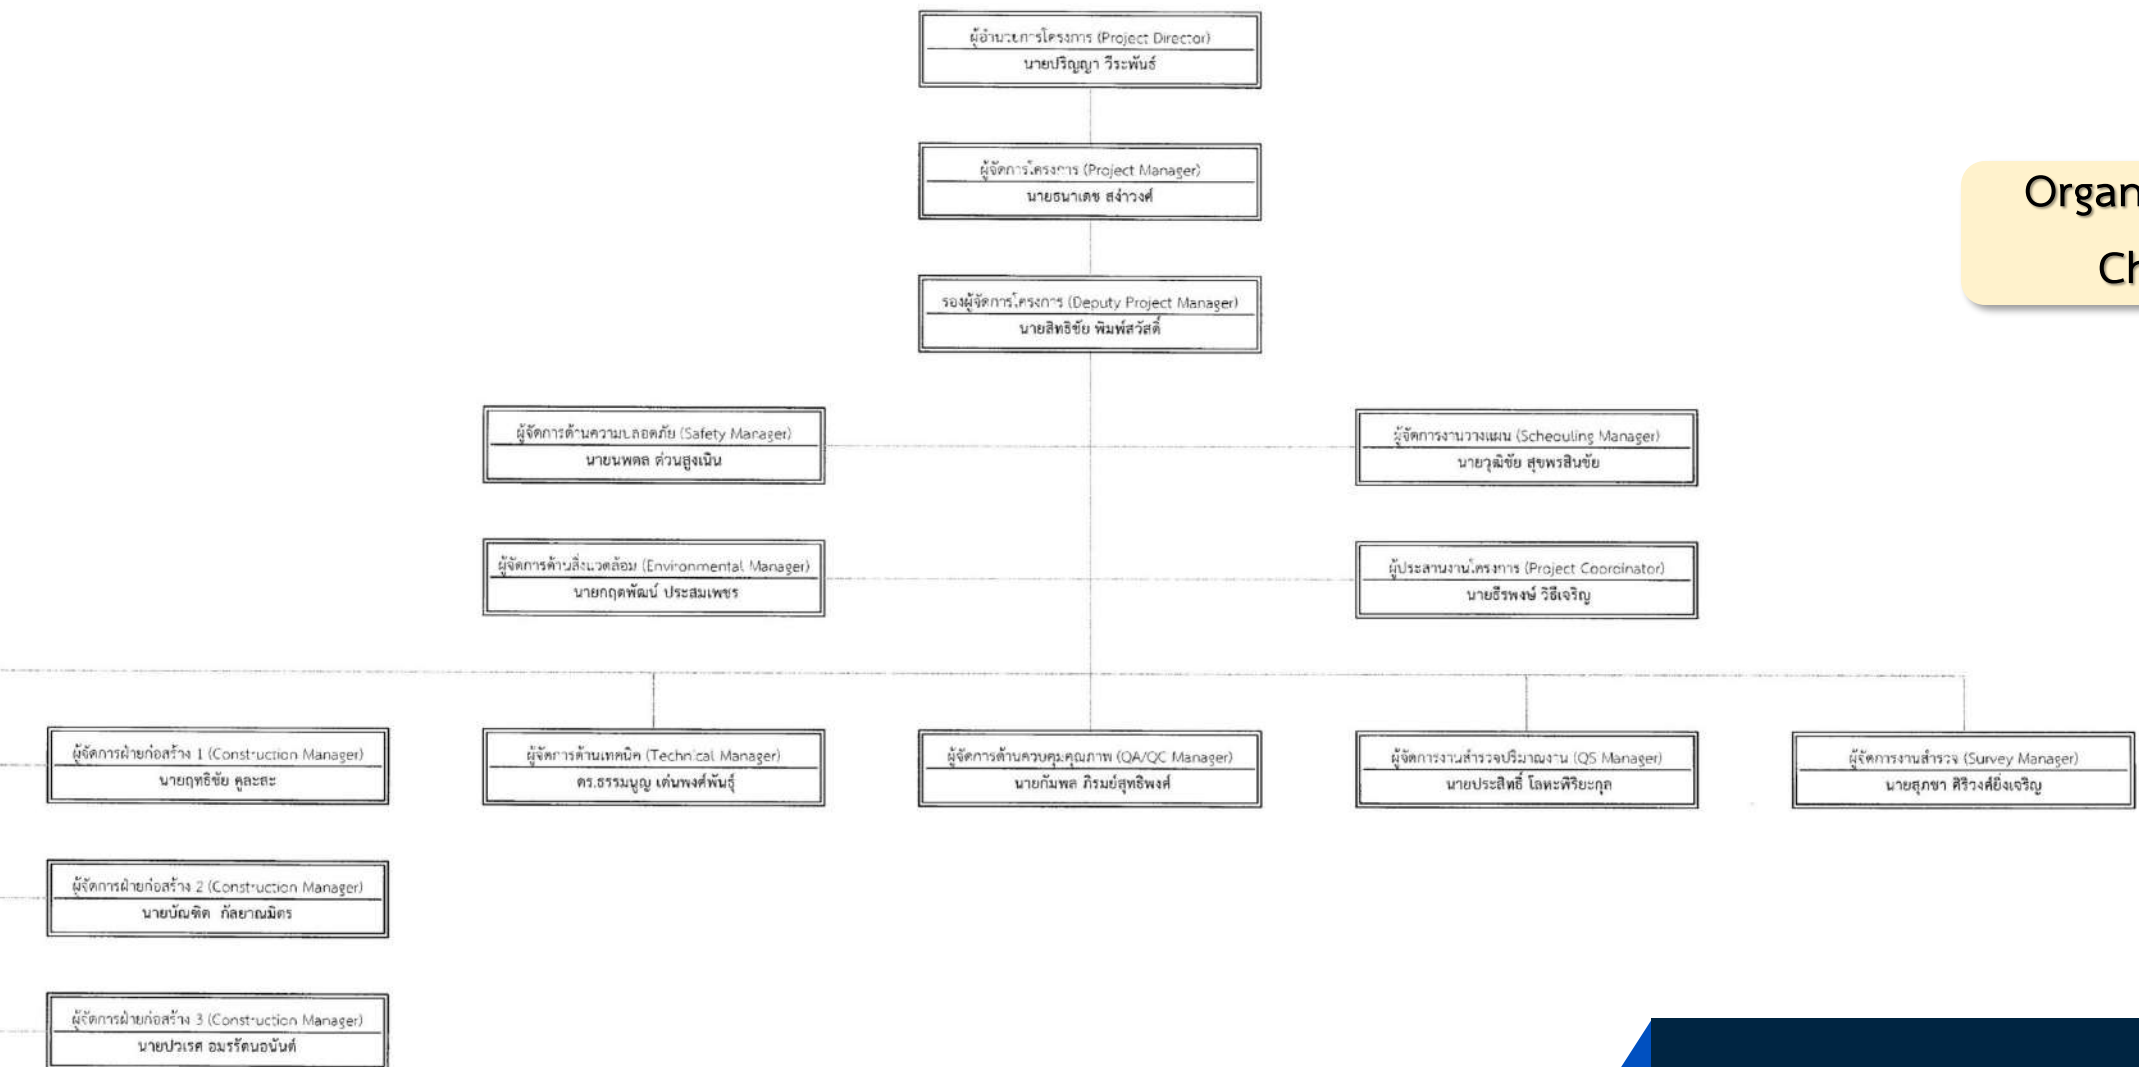 ผู้อำนวยการโครงการ (Project Director)
นายปริญญา วีระพันธ์
ผู้จัดการโครงการ (Project Manager)
นายธนาเดช สง่าวงศ์
Organ
Ch
รองผู้จัดการโครงการ (Deputy Project Manager)
นายสิทธิชัย พิมพ์สวัสดิ์
ผู้จัดการด้านความปลอดภัย (Safety Manager)
นายนพดล ด่วนสูงเนิน
ผู้จัดการงานวางแผน (Scheduling Manager)
นายวุฒิชัย สุขพรสินชัย
ผู้จัดการด้านสิ่งแวดล้อม (Environmental Manager)
นายกฤตพัฒน์ ประสมเพชร
ผู้ประสานงานโครงการ (Project Coordinator)
นายธีรพงษ์ วิธีเจริญ
ผู้จัดการฝ่ายก่อสร้าง 1 (Construction Manager)
นายฤทธิชัย คูละสะ
ผู้จัดการด้านเทคนิค (Technical Manager)
ดร.ธรรมนูญ เด่นพงศ์พันธุ์
ผู้จัดการด้านควบคุมคุณภาพ (QA/QC Manager)
นายกัมพล ภิรมย์สุทธิพงศ์
ผู้จัดการงานสำรวจปริมาณงาน (QS Manager)
นายประสิทธิ์ โลหะพิริยะกุล
ผู้จัดการงานสำรวจ (Survey Manager)
นายสุภชา ศิริวงศ์ยิ่งเจริญ
ผู้จัดการฝ่ายก่อสร้าง 2 (Construction Manager)
นายบัณฑิต กัลยาณมิตร
ผู้จัดการฝ่ายก่อสร้าง 3 (Construction Manager)
นายปวเรศ อมรรัตนอนันต์